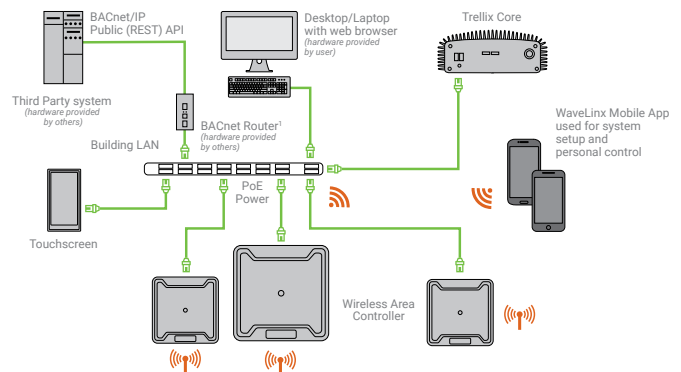 BACnet/IP
Public (REST) API
Desktop/Laptop
with web browser
(hardware provided
by user)
Trellix Core
Third Party system
(hardware provided
by others)
BACnet Router¹
(hardware provided
by others)
Building LAN
PoE
Power
WaveLinx Mobile App
used for system
setup and
personal control
Touchscreen
Wireless Area
Controller